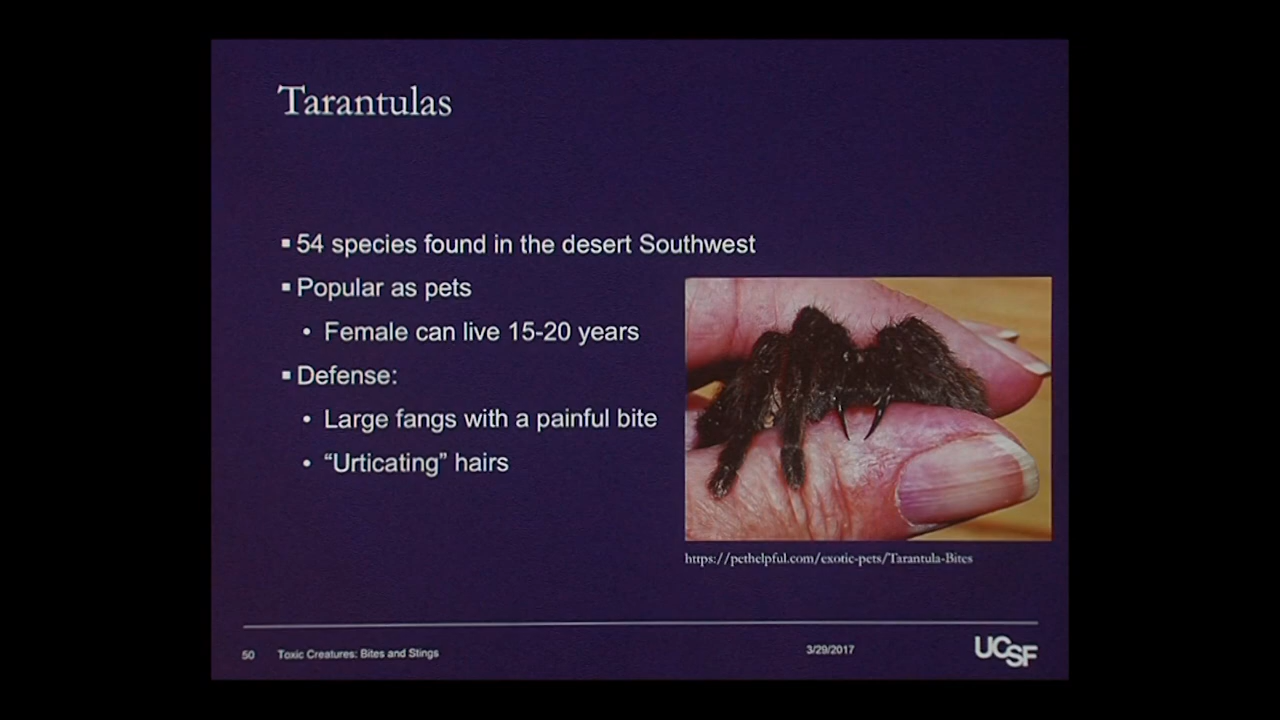 Tarantulas
▪ 54 species found in the desert Southwest
▪ Popular as pets
• Female can live 15-20 years
▪ Defense:
• Large fangs with a painful bite
• “Urticating” hairs
https://pethelpful.com/exotic-pets/Tarantula-Bites
50 Toxic Creatures: Bites and Stings 3/29/2017 UCSF